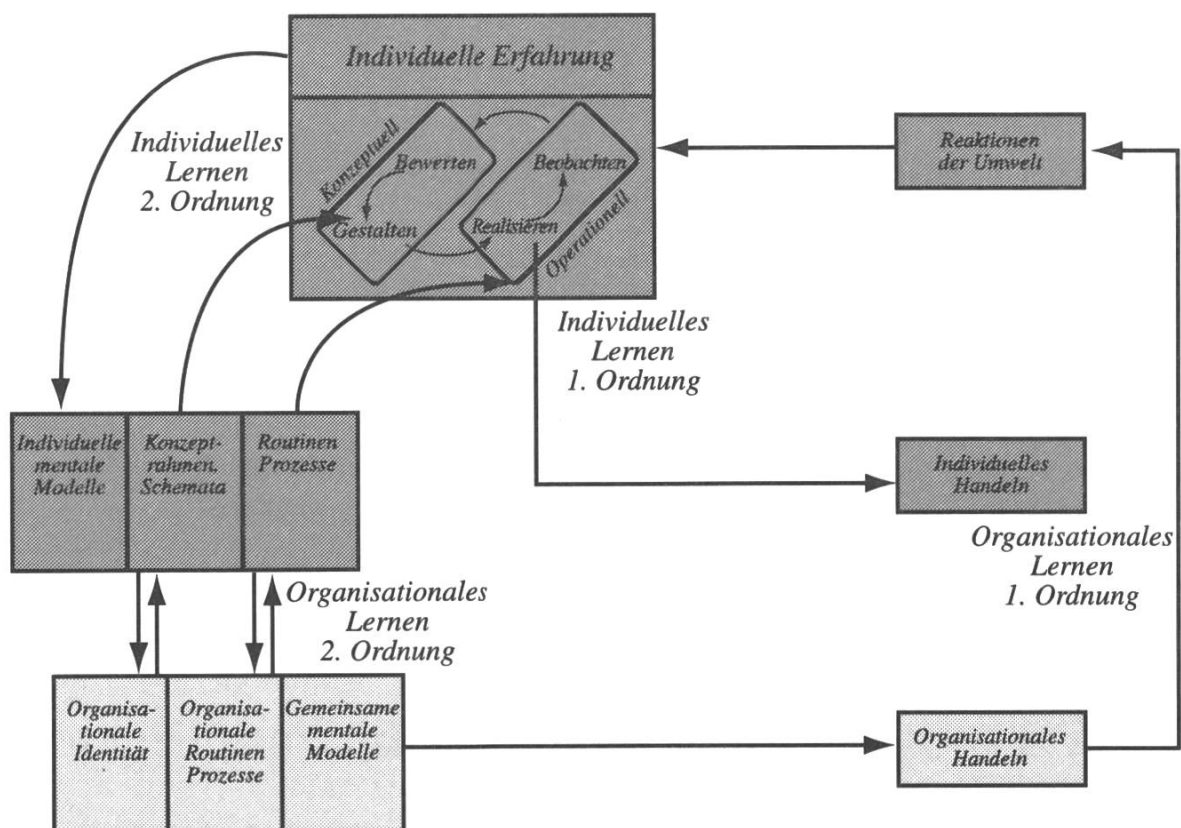 Individuelle Erfahrung
Konzeptuell
Bewerten
Gestalten
Beobachten
Realisieren
Operationell
Individuelles
Lernen
2. Ordnung
Reaktionen
der Umwelt
Individuelles
Lernen
1. Ordnung
Individuelle
mentale
Modelle
Konzept-
rahmen,
Schemata
Routinen
Prozesse
Individuelles
Handeln
Organisationales
Lernen
1. Ordnung
Organisationales
Lernen
2. Ordnung
Organisa-
tionale
Identität
Organisa-
tionale
Routinen
Prozesse
Gemeinsame
mentale
Modelle
Organisationales
Handeln